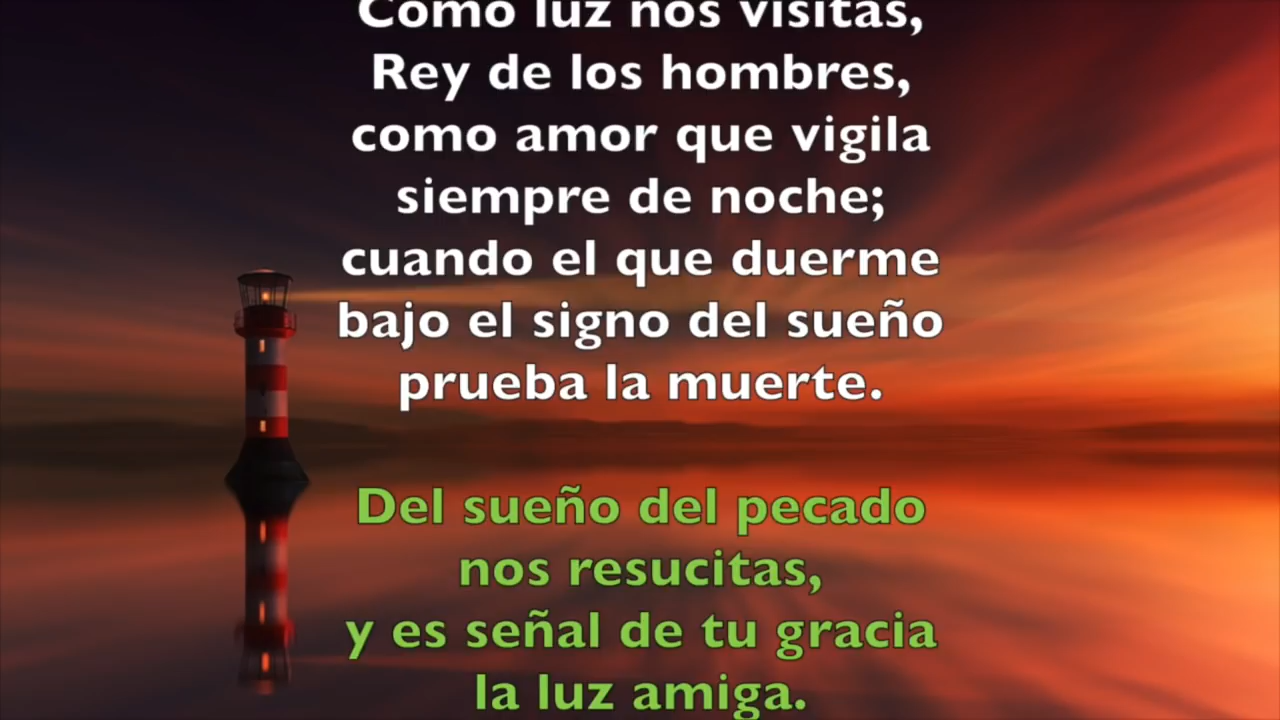 Como luz nos visitas,
Rey de los hombres,
como amor que vigila
siempre de noche;
cuando el que duerme
bajo el signo del sueño
prueba la muerte.
Del sueño del pecado
nos resucitas,
y es señal de tu gracia
la luz amiga.